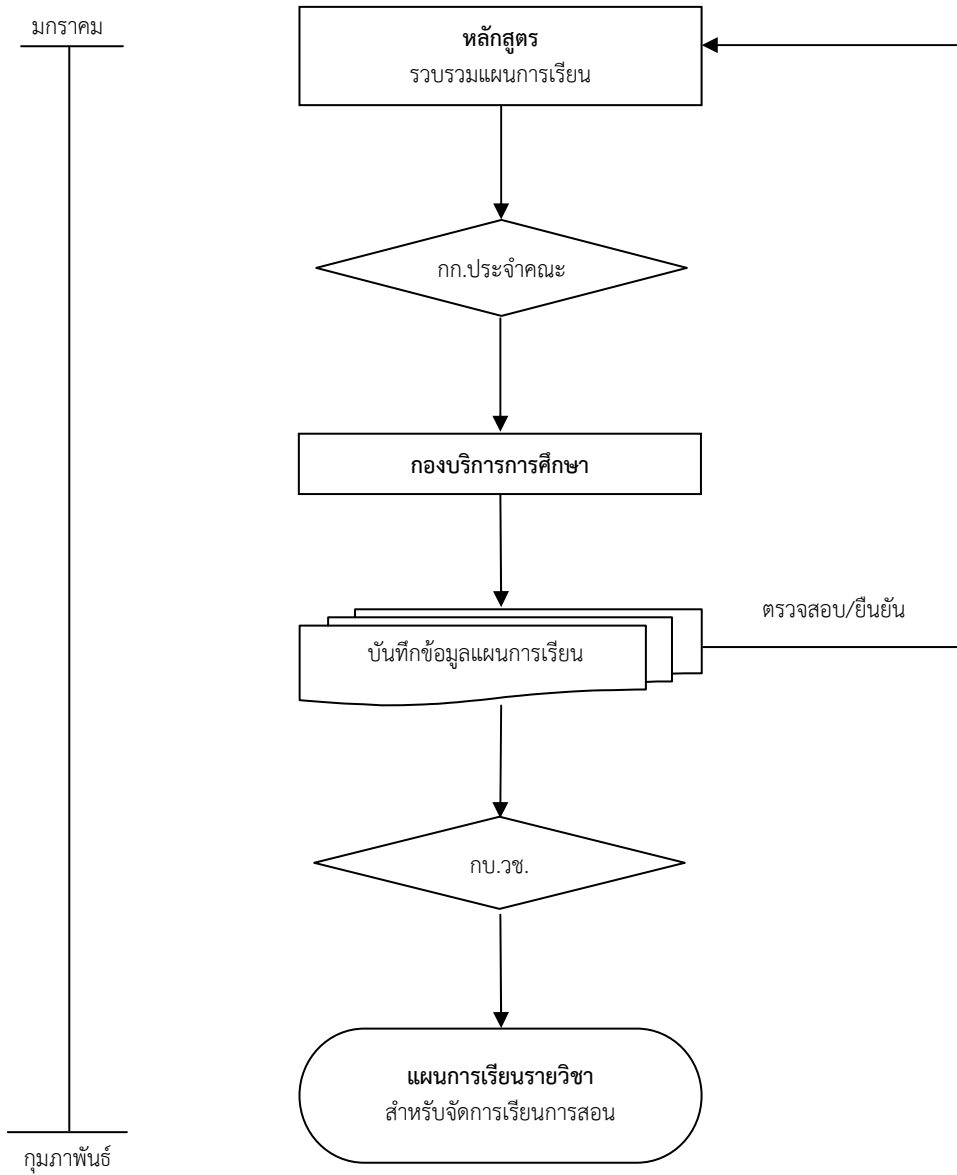 มกราคม
หลักสูตร
รวบรวมแผนการเรียน
กก.ประจำคณะ
กองบริการการศึกษา
ตรวจสอบ/ยืนยัน
บันทึกข้อมูลแผนการเรียน
กบ.วช.
แผนการเรียนรายวิชา
สำหรับจัดการเรียนการสอน
กุมภาพันธ์